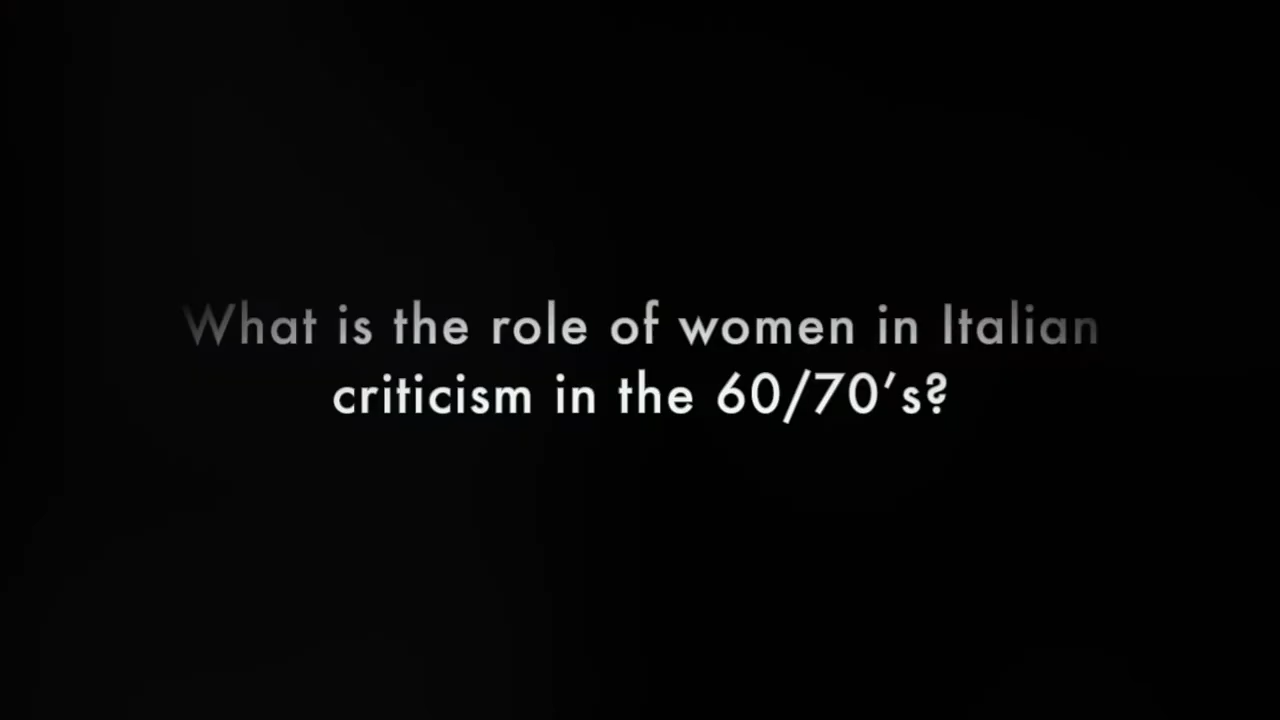 What is the role of women in Italian
criticism in the 60/70’s?